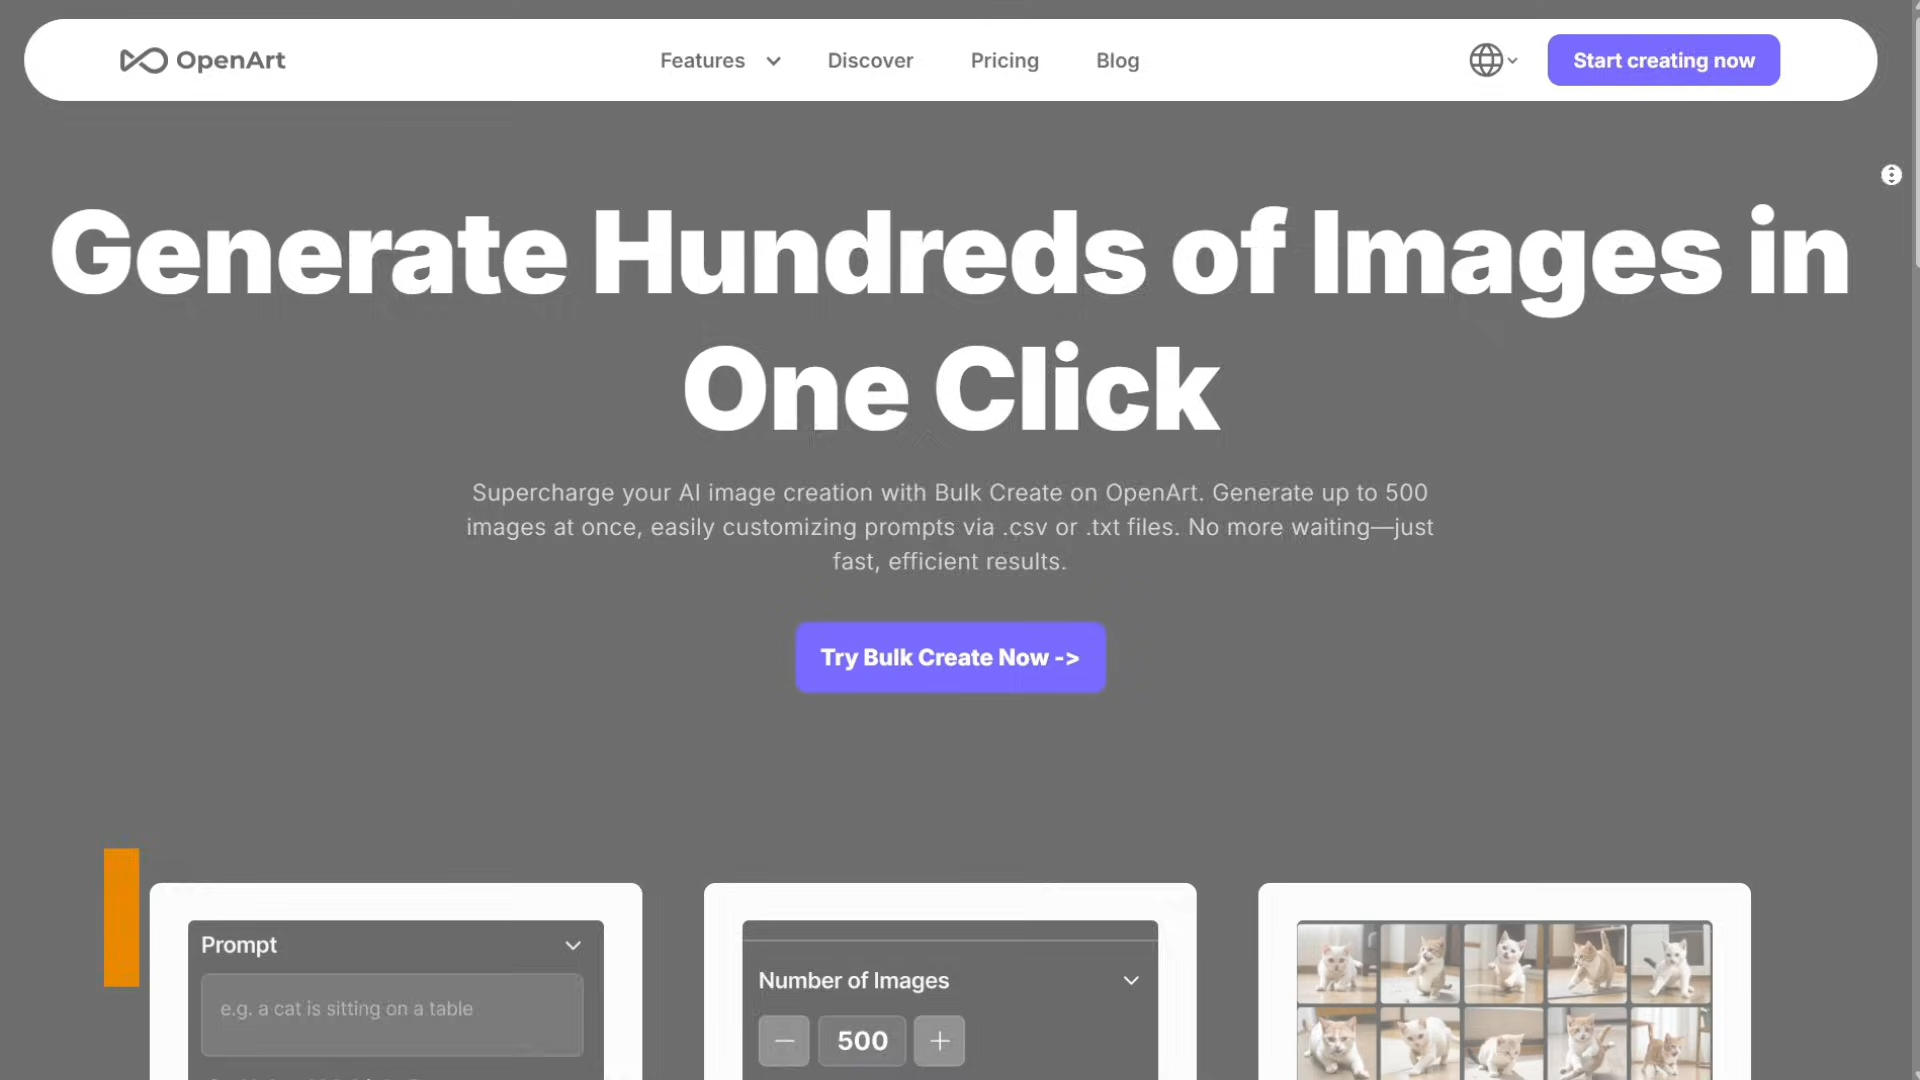 OpenArt
Features
Discover
Pricing
Blog
Start creating now
Generate Hundreds of Images in
One Click
Supercharge your AI image creation with Bulk Create on OpenArt. Generate up to 500
images at once, easily customizing prompts via .csv or .txt files. No more waiting—just
fast, efficient results.
Try Bulk Create Now ->
Prompt
e.g. a cat is sitting on a table
Number of Images
500